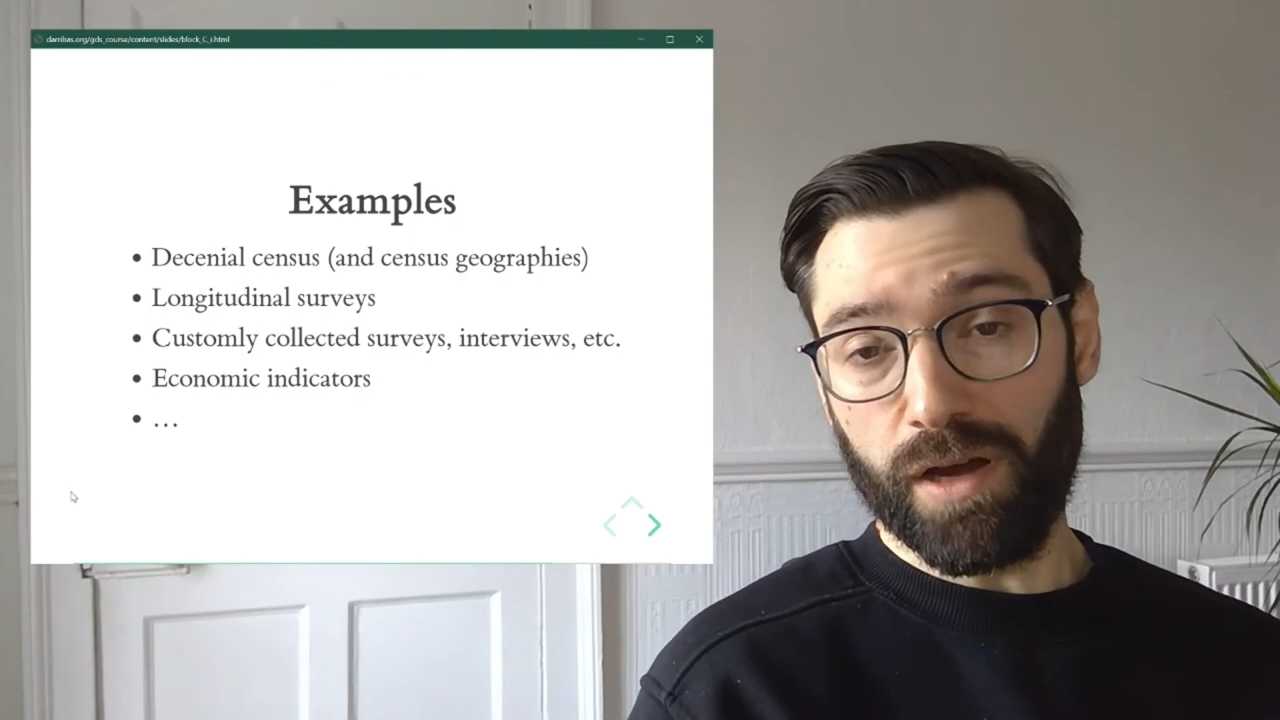 darribas.org/gds_course/content/slides/block_C_i.html
Examples
• Decenial census (and census geographies)
• Longitudinal surveys
• Customly collected surveys, interviews, etc.
• Economic indicators
• …